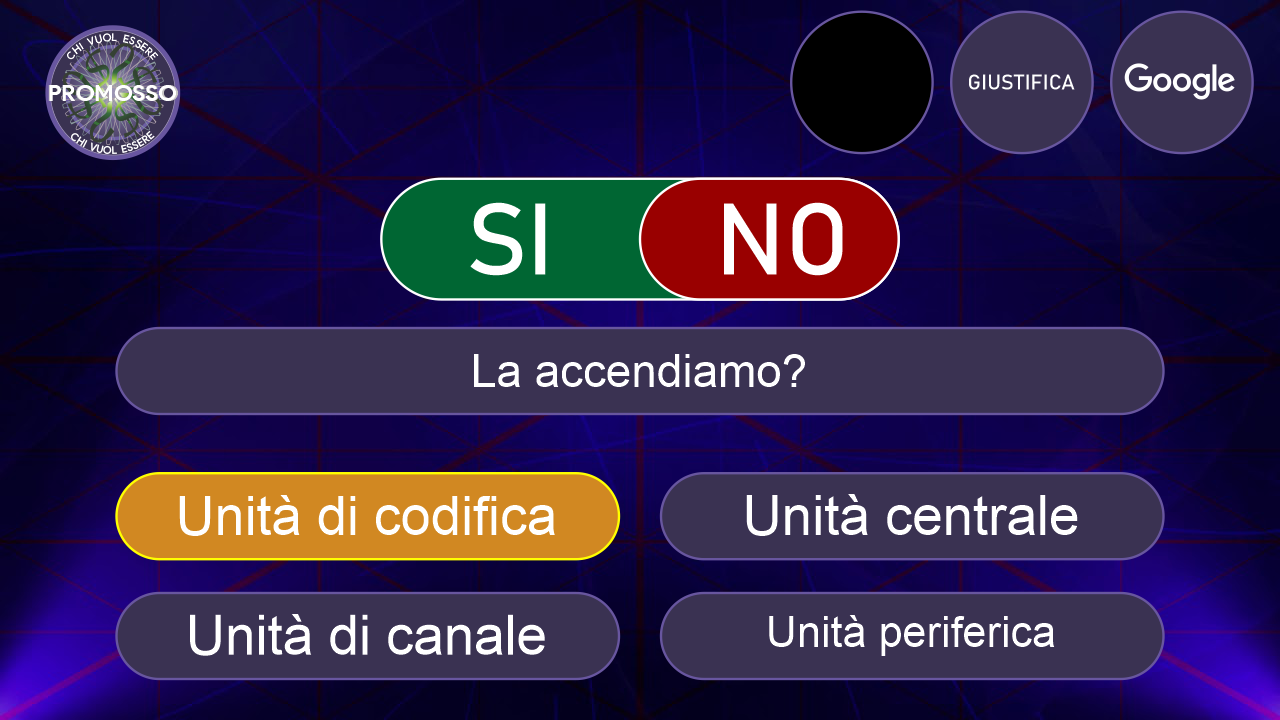 CHI VUOL ESSERE
PROMOSSO
CHI VUOL ESSERE
GIUSTIFICA
Google
SI
NO
La accendiamo?
Unità di codifica
Unità centrale
Unità di canale
Unità periferica